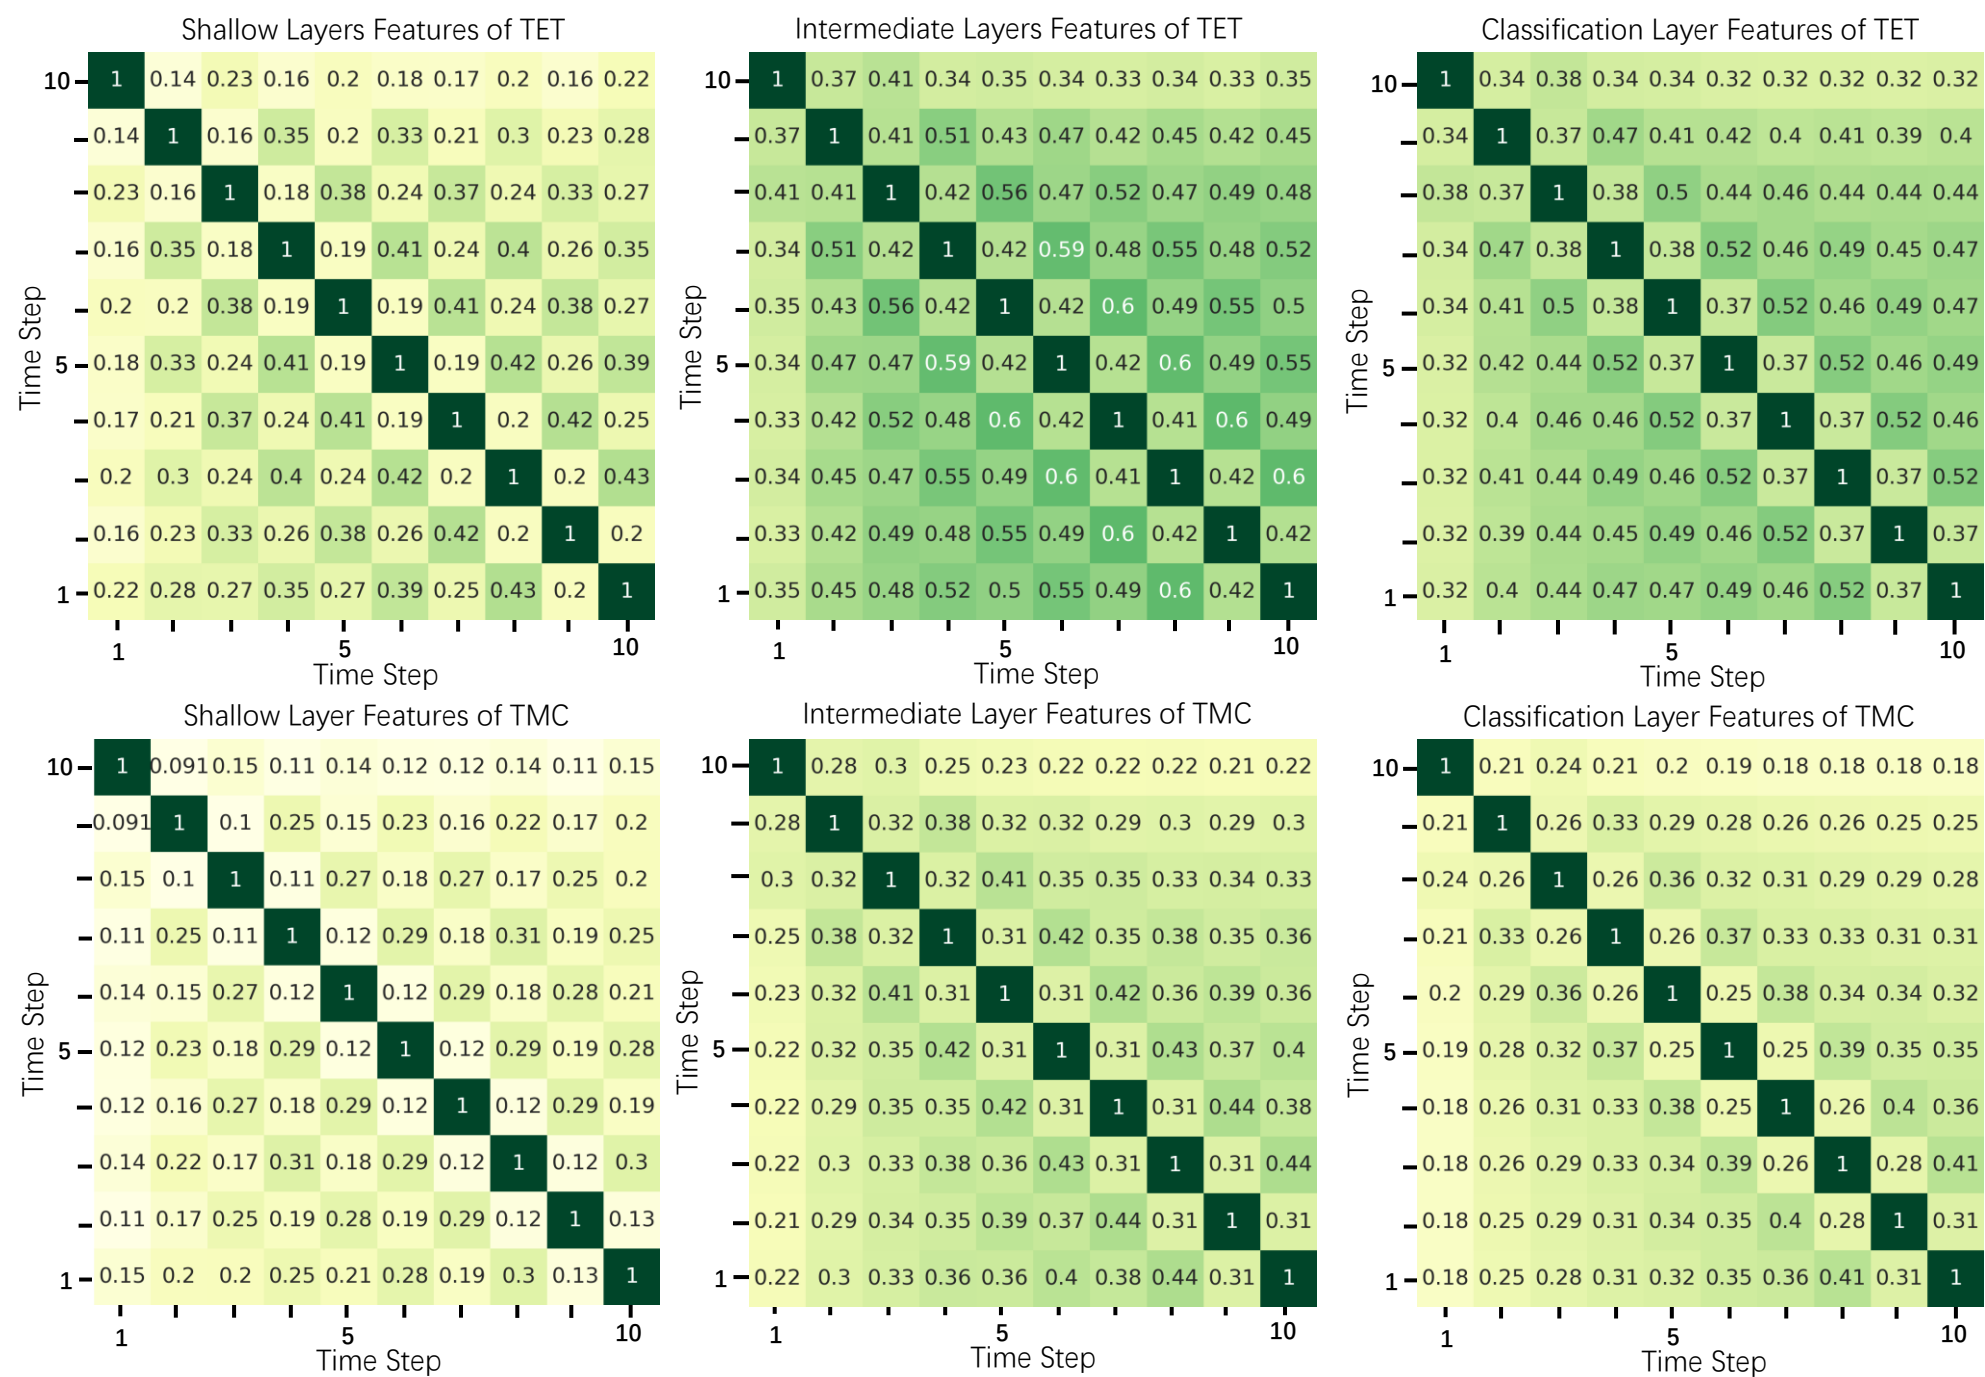 Shallow Layers Features of TET
10 1 0.14 0.23 0.16 0.2 0.18 0.17 0.2 0.16 0.22
0.14 1 0.16 0.35 0.2 0.33 0.21 0.3 0.23 0.28
0.23 0.16 1 0.18 0.38 0.24 0.37 0.24 0.33 0.27
0.16 0.35 0.18 1 0.19 0.41 0.24 0.4 0.26 0.35
0.2 0.2 0.38 0.19 1 0.19 0.41 0.24 0.38 0.27
5 0.18 0.33 0.24 0.41 0.19 1 0.19 0.42 0.26 0.39
0.17 0.21 0.37 0.24 0.41 0.19 1 0.2 0.42 0.25
0.2 0.3 0.24 0.4 0.24 0.42 0.2 1 0.2 0.43
0.16 0.23 0.33 0.26 0.38 0.26 0.42 0.2 1 0.2
1 0.22 0.28 0.27 0.35 0.27 0.39 0.25 0.43 0.2 1
Time Step
1 5 10
Time Step
Intermediate Layers Features of TET
10 1 0.37 0.41 0.34 0.35 0.34 0.33 0.34 0.33 0.35
0.37 1 0.41 0.51 0.43 0.47 0.42 0.45 0.42 0.45
0.41 0.41 1 0.42 0.56 0.47 0.52 0.47 0.49 0.48
0.34 0.51 0.42 1 0.42 0.59 0.48 0.55 0.48 0.52
0.35 0.43 0.56 0.42 1 0.42 0.6 0.49 0.55 0.5
5 0.34 0.47 0.47 0.59 0.42 1 0.42 0.6 0.49 0.55
0.33 0.42 0.52 0.48 0.6 0.42 1 0.41 0.6 0.49
0.34 0.45 0.47 0.55 0.49 0.6 0.41 1 0.42 0.6
0.33 0.42 0.49 0.48 0.55 0.49 0.6 0.42 1 0.42
1 0.35 0.45 0.48 0.52 0.5 0.55 0.49 0.6 0.42 1
Time Step
1 5 10
Time Step
Classification Layer Features of TET
10 1 0.34 0.38 0.34 0.34 0.32 0.32 0.32 0.32 0.32
0.34 1 0.37 0.47 0.41 0.42 0.4 0.41 0.39 0.4
0.38 0.37 1 0.38 0.5 0.44 0.46 0.44 0.44 0.44
0.34 0.47 0.38 1 0.38 0.52 0.46 0.49 0.45 0.47
0.34 0.41 0.5 0.38 1 0.37 0.52 0.46 0.49 0.47
5 0.32 0.42 0.44 0.52 0.37 1 0.37 0.52 0.46 0.49
0.32 0.4 0.46 0.46 0.52 0.37 1 0.37 0.52 0.46
0.32 0.41 0.44 0.49 0.46 0.52 0.37 1 0.37 0.52
0.32 0.39 0.44 0.45 0.49 0.46 0.52 0.37 1 0.37
1 0.32 0.4 0.44 0.47 0.47 0.49 0.46 0.52 0.37 1
Time Step
1 5 10
Time Step
Shallow Layer Features of TMC
10 1 0.091 0.15 0.11 0.14 0.12 0.12 0.14 0.11 0.15
0.091 1 0.1 0.25 0.15 0.23 0.16 0.22 0.17 0.2
0.15 0.1 1 0.11 0.27 0.18 0.27 0.17 0.25 0.2
0.11 0.25 0.11 1 0.12 0.29 0.18 0.31 0.19 0.25
0.14 0.15 0.27 0.12 1 0.12 0.29 0.18 0.28 0.21
5 0.12 0.23 0.18 0.29 0.12 1 0.12 0.29 0.19 0.28
0.12 0.16 0.27 0.18 0.29 0.12 1 0.12 0.29 0.19
0.14 0.22 0.17 0.31 0.18 0.29 0.12 1 0.12 0.3
0.11 0.17 0.25 0.19 0.28 0.19 0.29 0.12 1 0.13
1 0.15 0.2 0.2 0.25 0.21 0.28 0.19 0.3 0.13 1
Time Step
1 5 10
Time Step
Intermediate Layer Features of TMC
10 1 0.28 0.3 0.25 0.23 0.22 0.22 0.22 0.21 0.22
0.28 1 0.32 0.38 0.32 0.32 0.29 0.3 0.29 0.3
0.3 0.32 1 0.32 0.41 0.35 0.35 0.33 0.34 0.33
0.25 0.38 0.32 1 0.31 0.42 0.35 0.38 0.35 0.36
0.23 0.32 0.41 0.31 1 0.31 0.42 0.36 0.39 0.36
5 0.22 0.32 0.35 0.42 0.31 1 0.31 0.43 0.37 0.4
0.22 0.29 0.35 0.35 0.42 0.31 1 0.31 0.44 0.38
0.22 0.3 0.33 0.38 0.36 0.43 0.31 1 0.31 0.44
0.21 0.29 0.34 0.35 0.39 0.37 0.44 0.31 1 0.31
1 0.22 0.3 0.33 0.36 0.36 0.4 0.38 0.44 0.31 1
Time Step
1 5 10
Time Step
Classification Layer Features of TMC
10 1 0.21 0.24 0.21 0.2 0.19 0.18 0.18 0.18 0.18
0.21 1 0.26 0.33 0.29 0.28 0.26 0.26 0.25 0.25
0.24 0.26 1 0.26 0.36 0.32 0.31 0.29 0.29 0.28
0.21 0.33 0.26 1 0.26 0.37 0.33 0.33 0.31 0.31
0.2 0.29 0.36 0.26 1 0.25 0.38 0.34 0.34 0.32
5 0.19 0.28 0.32 0.37 0.25 1 0.25 0.39 0.35 0.35
0.18 0.26 0.31 0.33 0.38 0.25 1 0.26 0.4 0.36
0.18 0.26 0.29 0.33 0.34 0.39 0.26 1 0.28 0.41
0.18 0.25 0.29 0.31 0.34 0.35 0.4 0.28 1 0.31
1 0.18 0.25 0.28 0.31 0.32 0.35 0.36 0.41 0.31 1
Time Step
1 5 10
Time Step